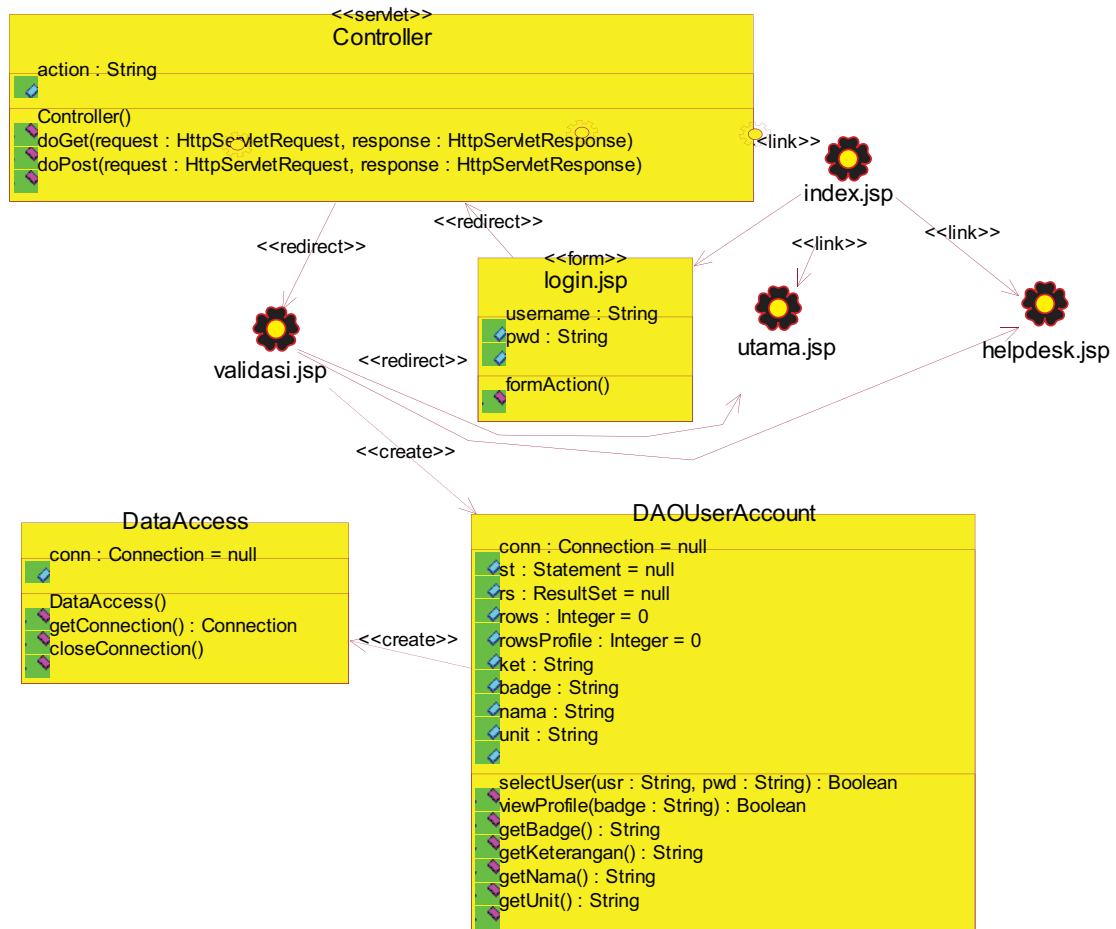 <<servlet>>
Controller
action : String
Controller()
doGet(request : HttpServletRequest, response : HttpServletResponse)
doPost(request : HttpServletRequest, response : HttpServletResponse)
<<link>>
index.jsp
<<redirect>>
<<redirect>>
<<link>>
<<link>>
<<form>>
login.jsp
username : String
pwd : String
formAction()
validasi.jsp
<<redirect>>
utama.jsp
helpdesk.jsp
<<create>>
DataAccess
conn : Connection = null
DataAccess()
getConnection() : Connection
closeConnection()
<<create>>
DAOUserAccount
conn : Connection = null
st : Statement = null
rs : ResultSet = null
rows : Integer = 0
rowsProfile : Integer = 0
ket : String
badge : String
nama : String
unit : String
selectUser(usr : String, pwd : String) : Boolean
viewProfile(badge : String) : Boolean
getBadge() : String
getKeterangan() : String
getNama() : String
getUnit() : String